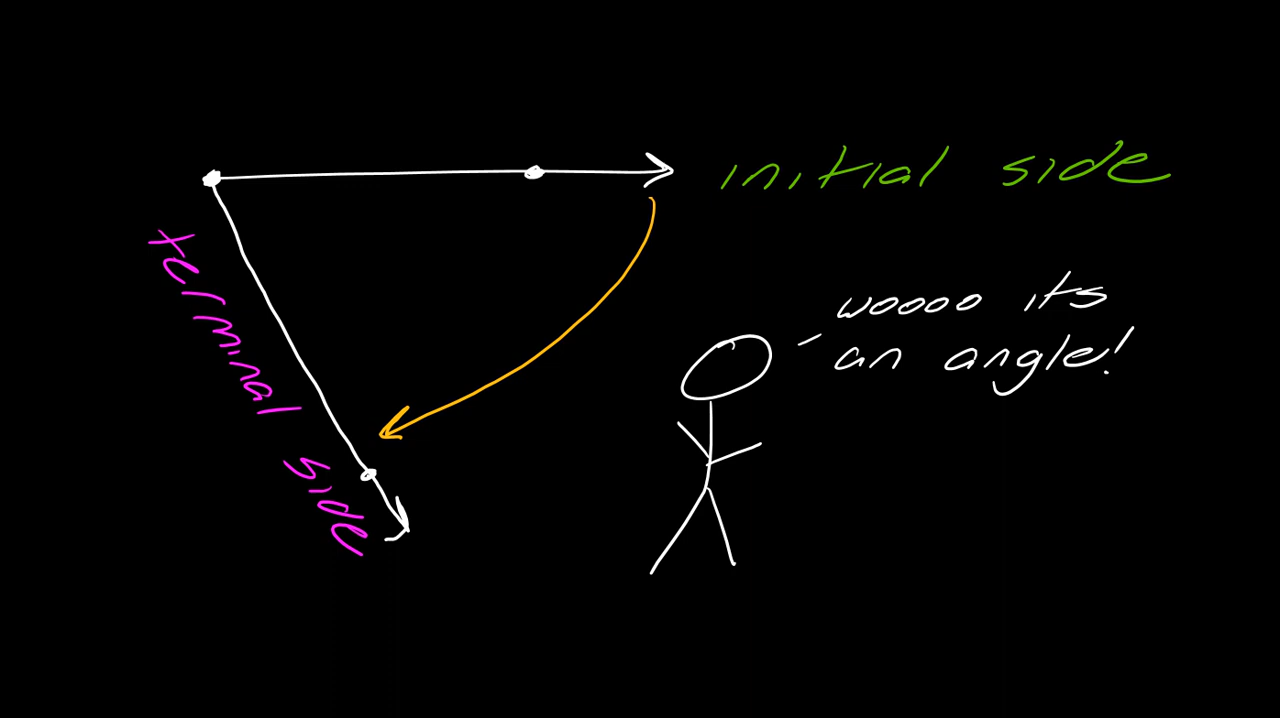 initial side
terminal side
woooo its
an angle!